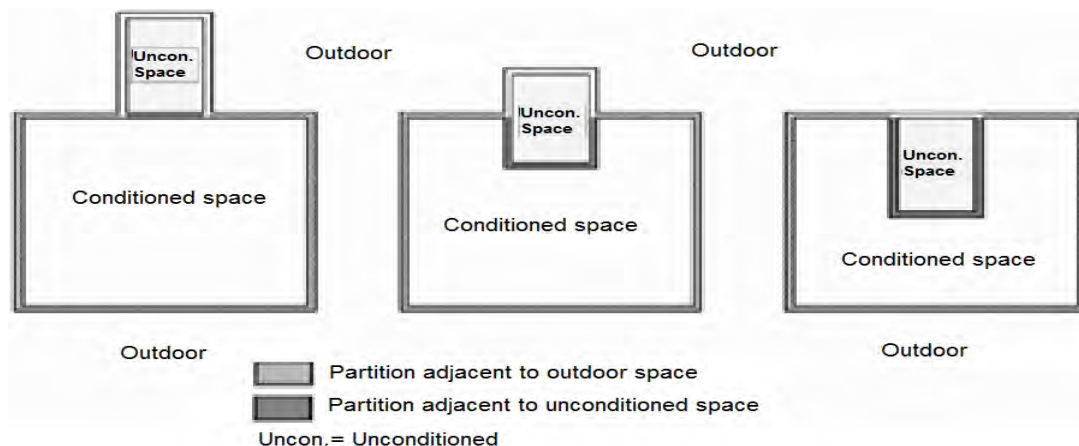 Uncon.
Space
Outdoor
Outdoor
Uncon.
Space
Uncon.
Space
Conditioned space
Conditioned space
Conditioned space
Outdoor
Outdoor
Partition adjacent to outdoor space
Partition adjacent to unconditioned space
Uncon.= Unconditioned